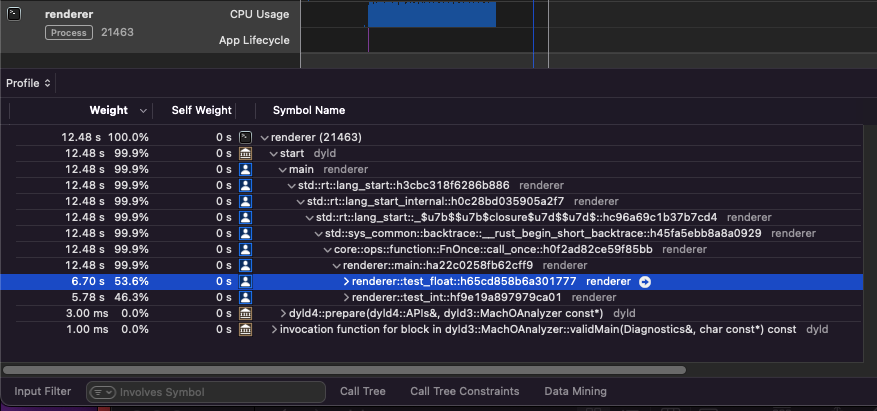 renderer CPU Usage
Process 21463
App Lifecycle
Profile
Weight Self Weight Symbol Name
12.48 s 100.0% 0 s renderer (21463)
12.48 s 99.9% 0 s start dyld
12.48 s 99.9% 0 s main renderer
12.48 s 99.9% 0 s std::rt::lang_start::h3cbc318f6286b886 renderer
12.48 s 99.9% 0 s std::rt::lang_start_internal::h0c28bd035905a2f7 renderer
12.48 s 99.9% 0 s std::rt::lang_start::_$u7b$$u7b$closure$u7d$$u7d$::hc96a69c1b37b7cd4 renderer
12.48 s 99.9% 0 s std::sys_common::backtrace::__rust_begin_short_backtrace::h45fa5ebb8a8a0929 renderer
12.48 s 99.9% 0 s core::ops::function::FnOnce::call_once::h0f2ad82ce59f85bb renderer
12.48 s 99.9% 0 s renderer::main::ha22c0258fb62cff9 renderer
6.70 s 53.6% 0 s renderer::test_float::h65cd858b6a301777 renderer
5.78 s 46.3% 0 s renderer::test_int::hf9e19a897979ca01 renderer
3.00 ms 0.0% 0 s dyld4::prepare(dyld4::APIs&, dyld3::MachOAnalyzer const*) dyld
1.00 ms 0.0% 0 s invocation function for block in dyld3::MachOAnalyzer::validMain(Diagnostics&, char const*) const dyld
Input Filter Involves Symbol Call Tree Call Tree Constraints Data Mining